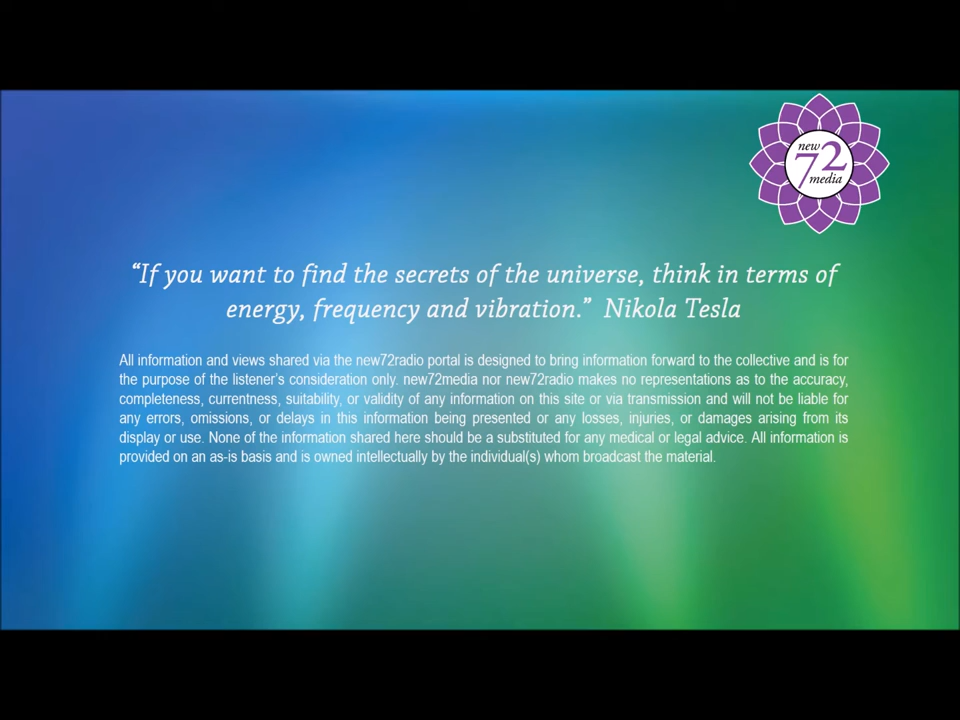 new
72
media
“If you want to find the secrets of the universe, think in terms of
energy, frequency and vibration.”  Nikola Tesla
All information and views shared via the new72radio portal is designed to bring information forward to the collective and is for
the purpose of the listener’s consideration only. new72media nor new72radio makes no representations as to the accuracy,
completeness, currentness, suitability, or validity of any information on this site or via transmission and will not be liable for
any errors, omissions, or delays in this information being presented or any losses, injuries, or damages arising from its
display or use. None of the information shared here should be a substituted for any medical or legal advice. All information is
provided on an as-is basis and is owned intellectually by the individual(s) whom broadcast the material.